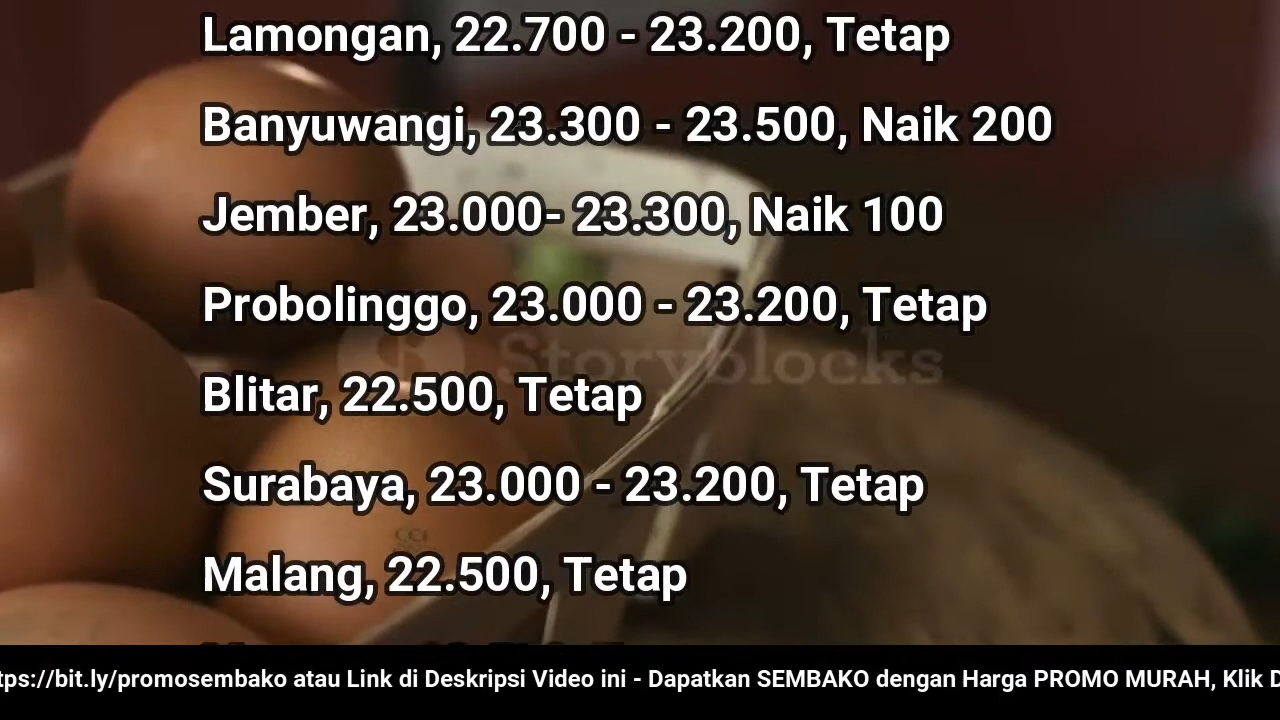 Lamongan, 22.700 - 23.200, Tetap
Banyuwangi, 23.300 - 23.500, Naik 200
Jember, 23.000- 23.300, Naik 100
Probolinggo, 23.000 - 23.200, Tetap
Storyblocks
Blitar, 22.500, Tetap
Surabaya, 23.000 - 23.200, Tetap
Malang, 22.500, Tetap
tps://bit.ly/promosembako atau Link di Deskripsi Video ini - Dapatkan SEMBAKO dengan Harga PROMO MURAH, Klik D